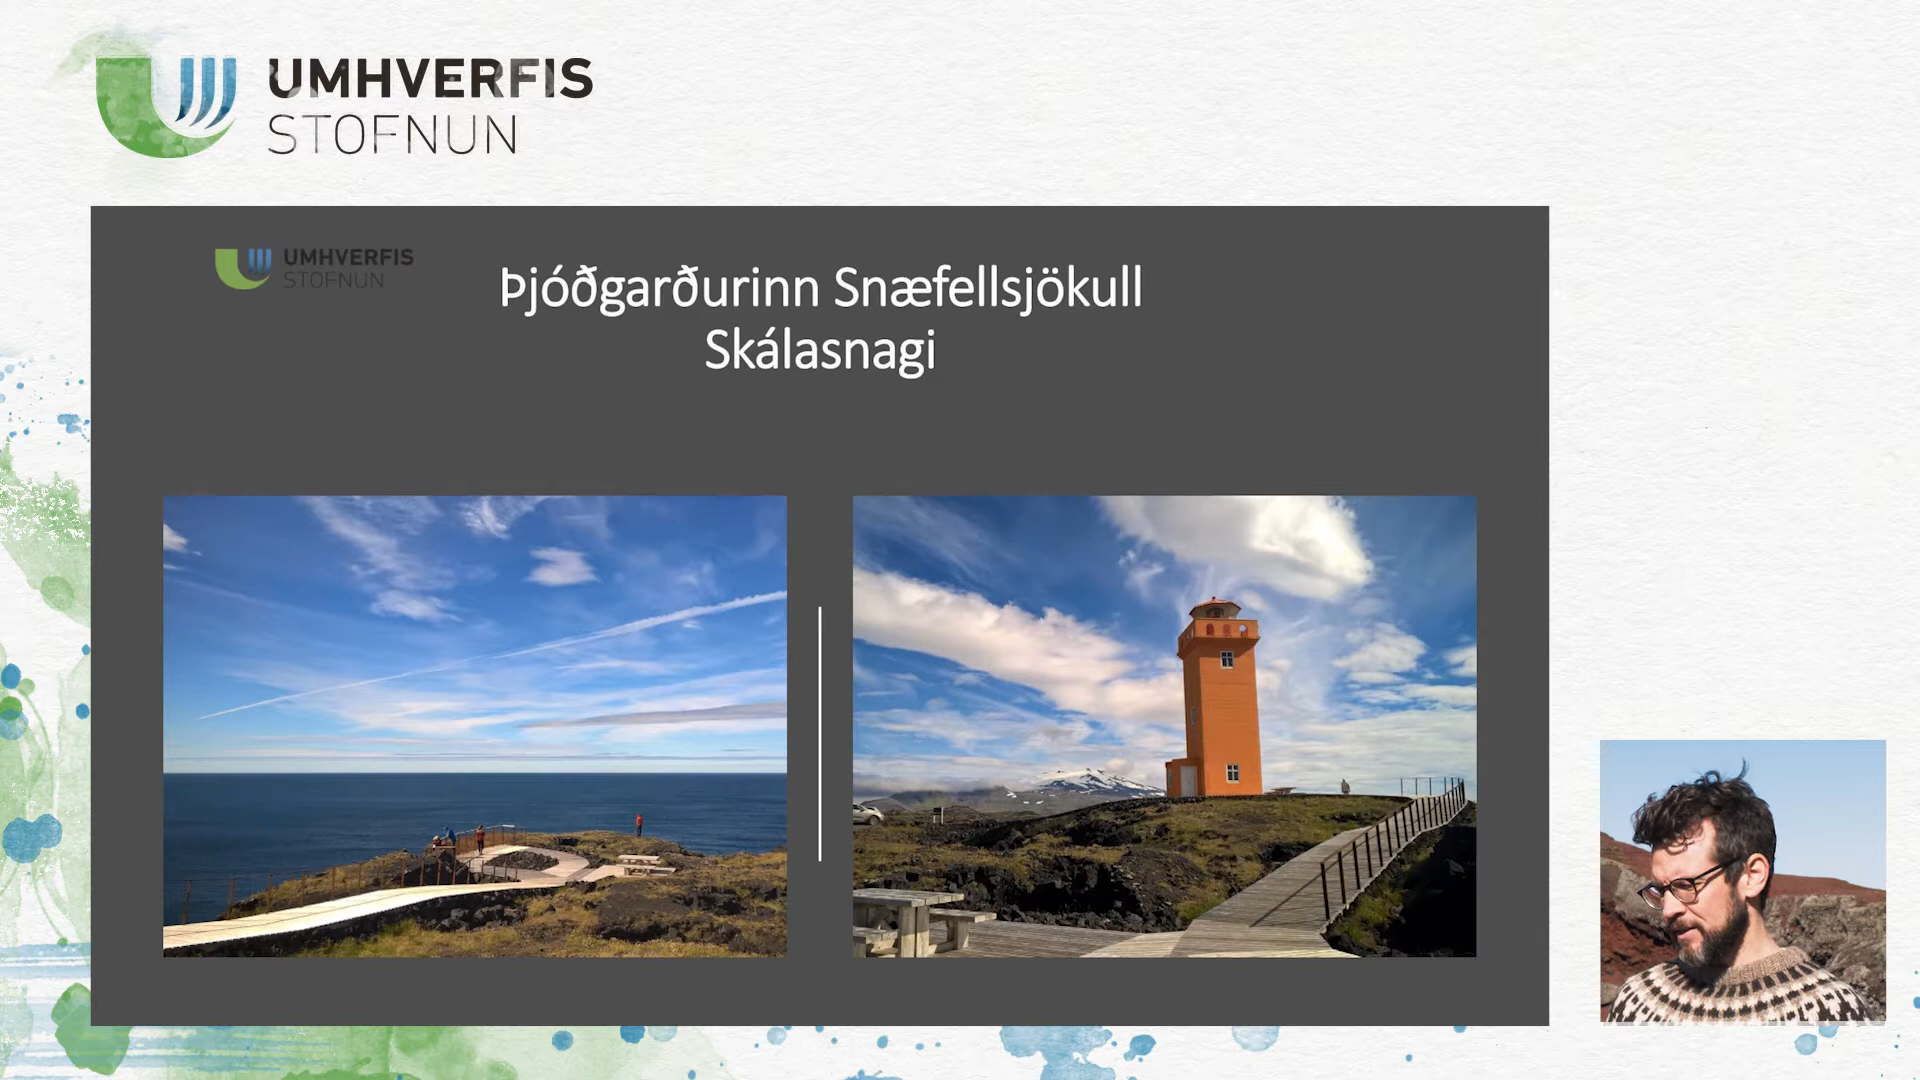 UMHVERFIS
STOFNUN
UMHVERFIS
STOFNUN
Þjóðgarðurinn Snæfellsjökull
Skálasnagi